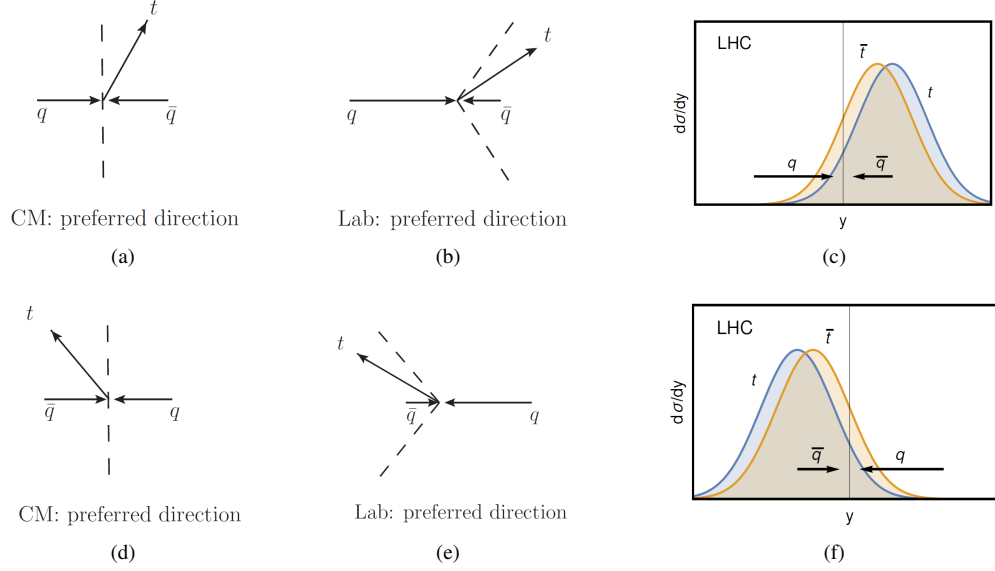 t
q
q̄
CM: preferred direction
(a)
t
q
q̄
Lab: preferred direction
(b)
LHC
t̄
t
q
q̄
dσ/dy
y
(c)
t
q̄
q
CM: preferred direction
(d)
t
q̄
q
Lab: preferred direction
(e)
LHC
t̄
t
q̄
q
dσ/dy
y
(f)